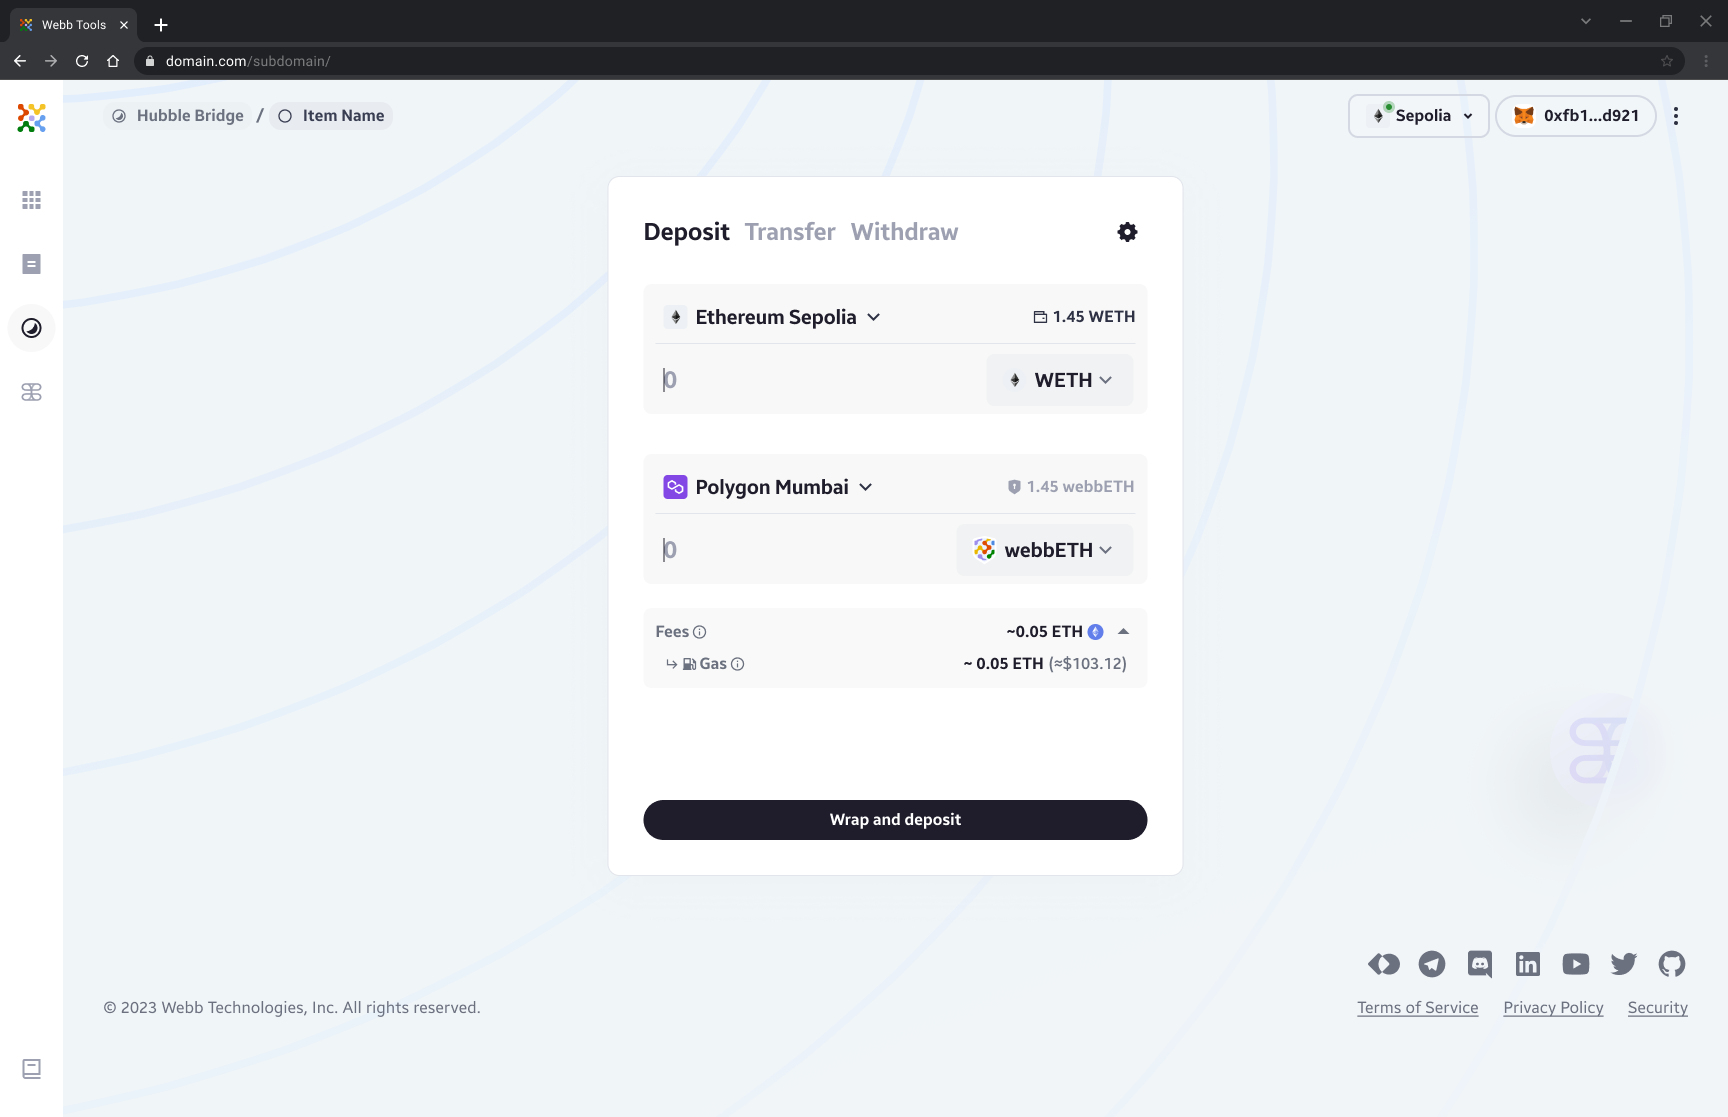 Webb Tools
domain.com/subdomain/
Hubble Bridge / Item Name
Sepolia
0xfb1...d921
Deposit Transfer Withdraw
Ethereum Sepolia
1.45 WETH
0
WETH
Polygon Mumbai
1.45 webbETH
0
webbETH
Fees
~0.05 ETH
Gas
~ 0.05 ETH (≈$103.12)
Wrap and deposit
© 2023 Webb Technologies, Inc. All rights reserved.
Terms of Service Privacy Policy Security